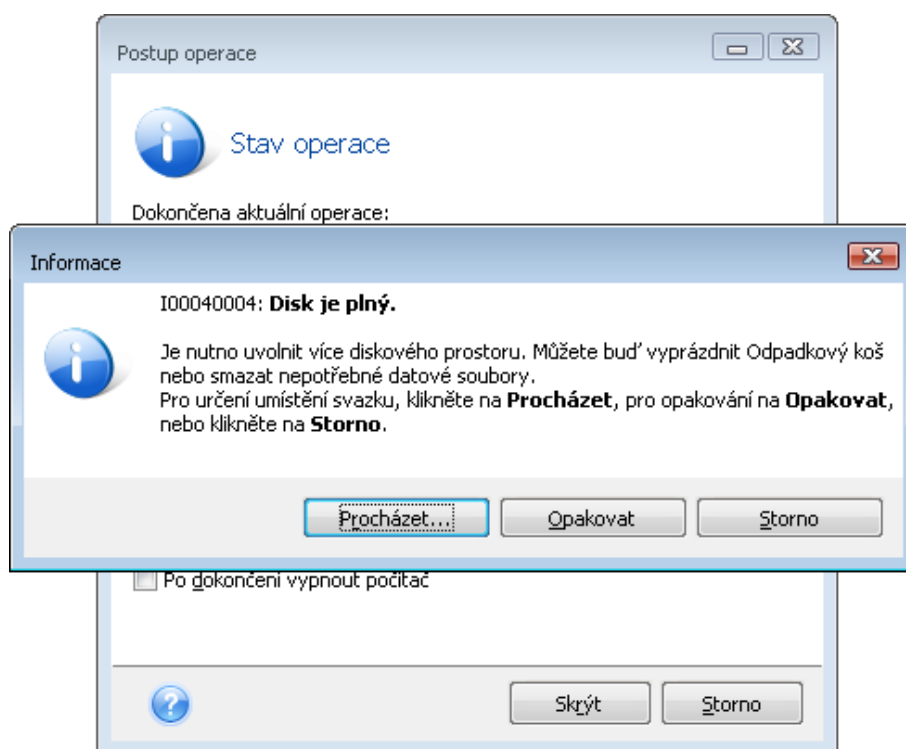 Postup operace
Stav operace
Dokončena aktuální operace:
Informace
I00040004: Disk je plný.
Je nutno uvolnit více diskového prostoru. Můžete buď vyprázdnit Odpadkový koš
nebo smazat nepotřebné datové soubory.
Pro určení umístění svazku, klikněte na Procházet, pro opakování na Opakovat,
nebo klikněte na Storno.
Procházet...
Opakovat
Storno
Po dokončení vypnout počítač
Skrýt
Storno